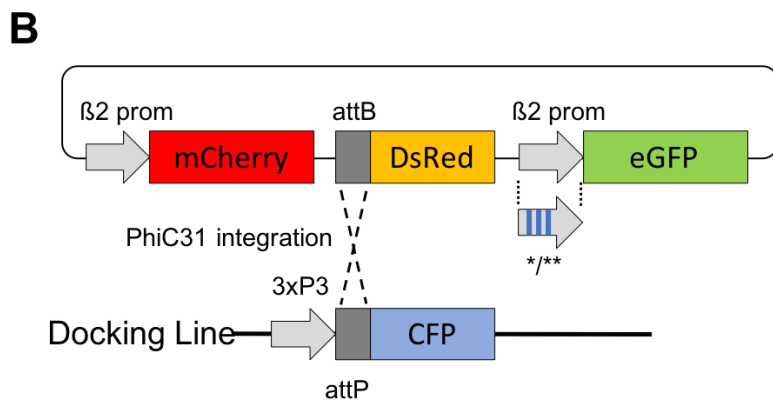 B
ß2 prom
attB
ß2 prom
mCherry
DsRed
eGFP
PhiC31 integration
*/**
3xP3
Docking Line
CFP
attP